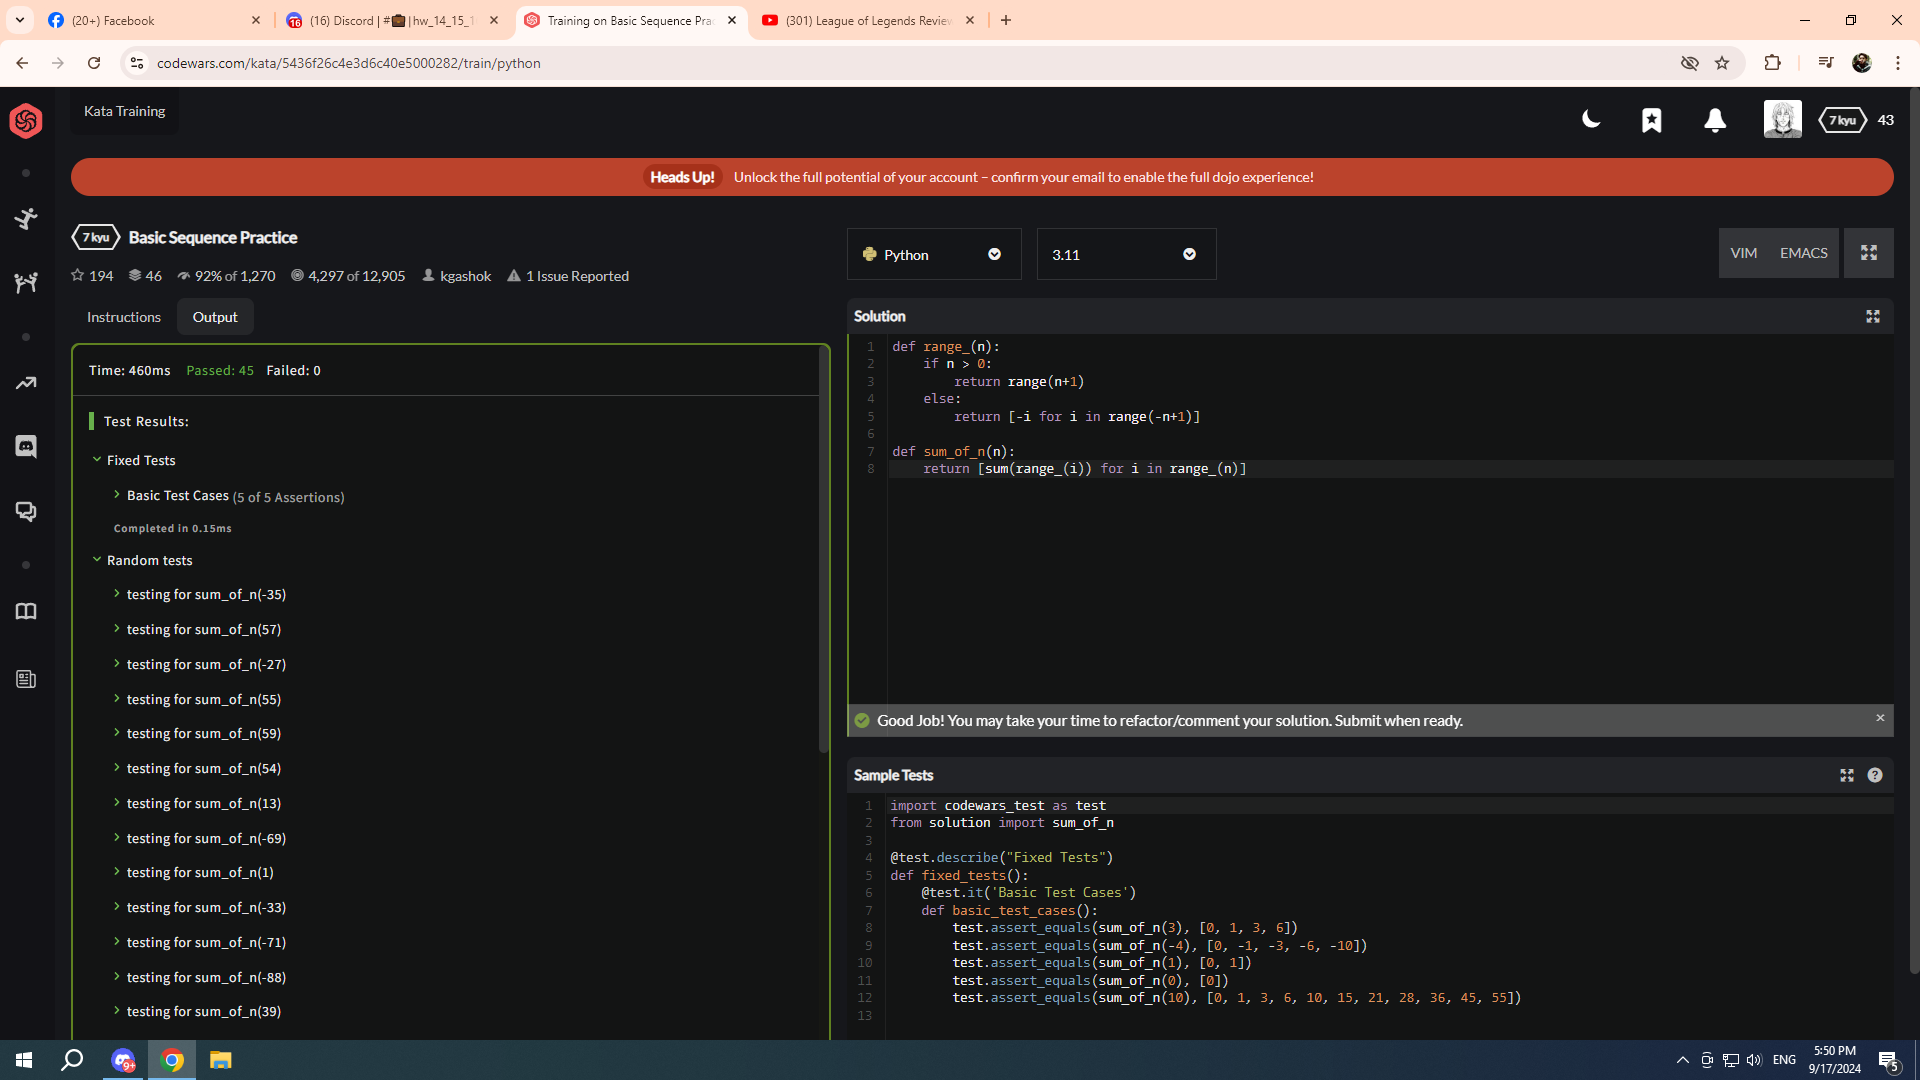 (20+) Facebook
(16) Discord | #💼|hw_14_15_1
Training on Basic Sequence Prac
(301) League of Legends Review
codewars.com/kata/5436f26c4e3d6c40e5000282/train/python
Kata Training
7 kyu
43
Heads Up! Unlock the full potential of your account – confirm your email to enable the full dojo experience!
7 kyu Basic Sequence Practice
194 46 92% of 1,270 4,297 of 12,905 kgashok 1 Issue Reported
Python
3.11
VIM EMACS
Instructions
Output
Time: 460ms Passed: 45 Failed: 0
Test Results:
Fixed Tests
Basic Test Cases (5 of 5 Assertions)
Completed in 0.15ms
Random tests
testing for sum_of_n(-35)
testing for sum_of_n(57)
testing for sum_of_n(-27)
testing for sum_of_n(55)
testing for sum_of_n(59)
testing for sum_of_n(54)
testing for sum_of_n(13)
testing for sum_of_n(-69)
testing for sum_of_n(1)
testing for sum_of_n(-33)
testing for sum_of_n(-71)
testing for sum_of_n(-88)
testing for sum_of_n(39)
Solution
1 def range_(n):
2     if n > 0:
3         return range(n+1)
4     else:
5         return [-i for i in range(-n+1)]
6
7 def sum_of_n(n):
8     return [sum(range_(i)) for i in range_(n)]
Good Job! You may take your time to refactor/comment your solution. Submit when ready.
Sample Tests
1 import codewars_test as test
2 from solution import sum_of_n
3
4 @test.describe("Fixed Tests")
5 def fixed_tests():
6     @test.it('Basic Test Cases')
7     def basic_test_cases():
8         test.assert_equals(sum_of_n(3), [0, 1, 3, 6])
9         test.assert_equals(sum_of_n(-4), [0, -1, -3, -6, -10])
10         test.assert_equals(sum_of_n(1), [0, 1])
11         test.assert_equals(sum_of_n(0), [0])
12         test.assert_equals(sum_of_n(10), [0, 1, 3, 6, 10, 15, 21, 28, 36, 45, 55])
13
9+
ENG
5:50 PM
9/17/2024
5